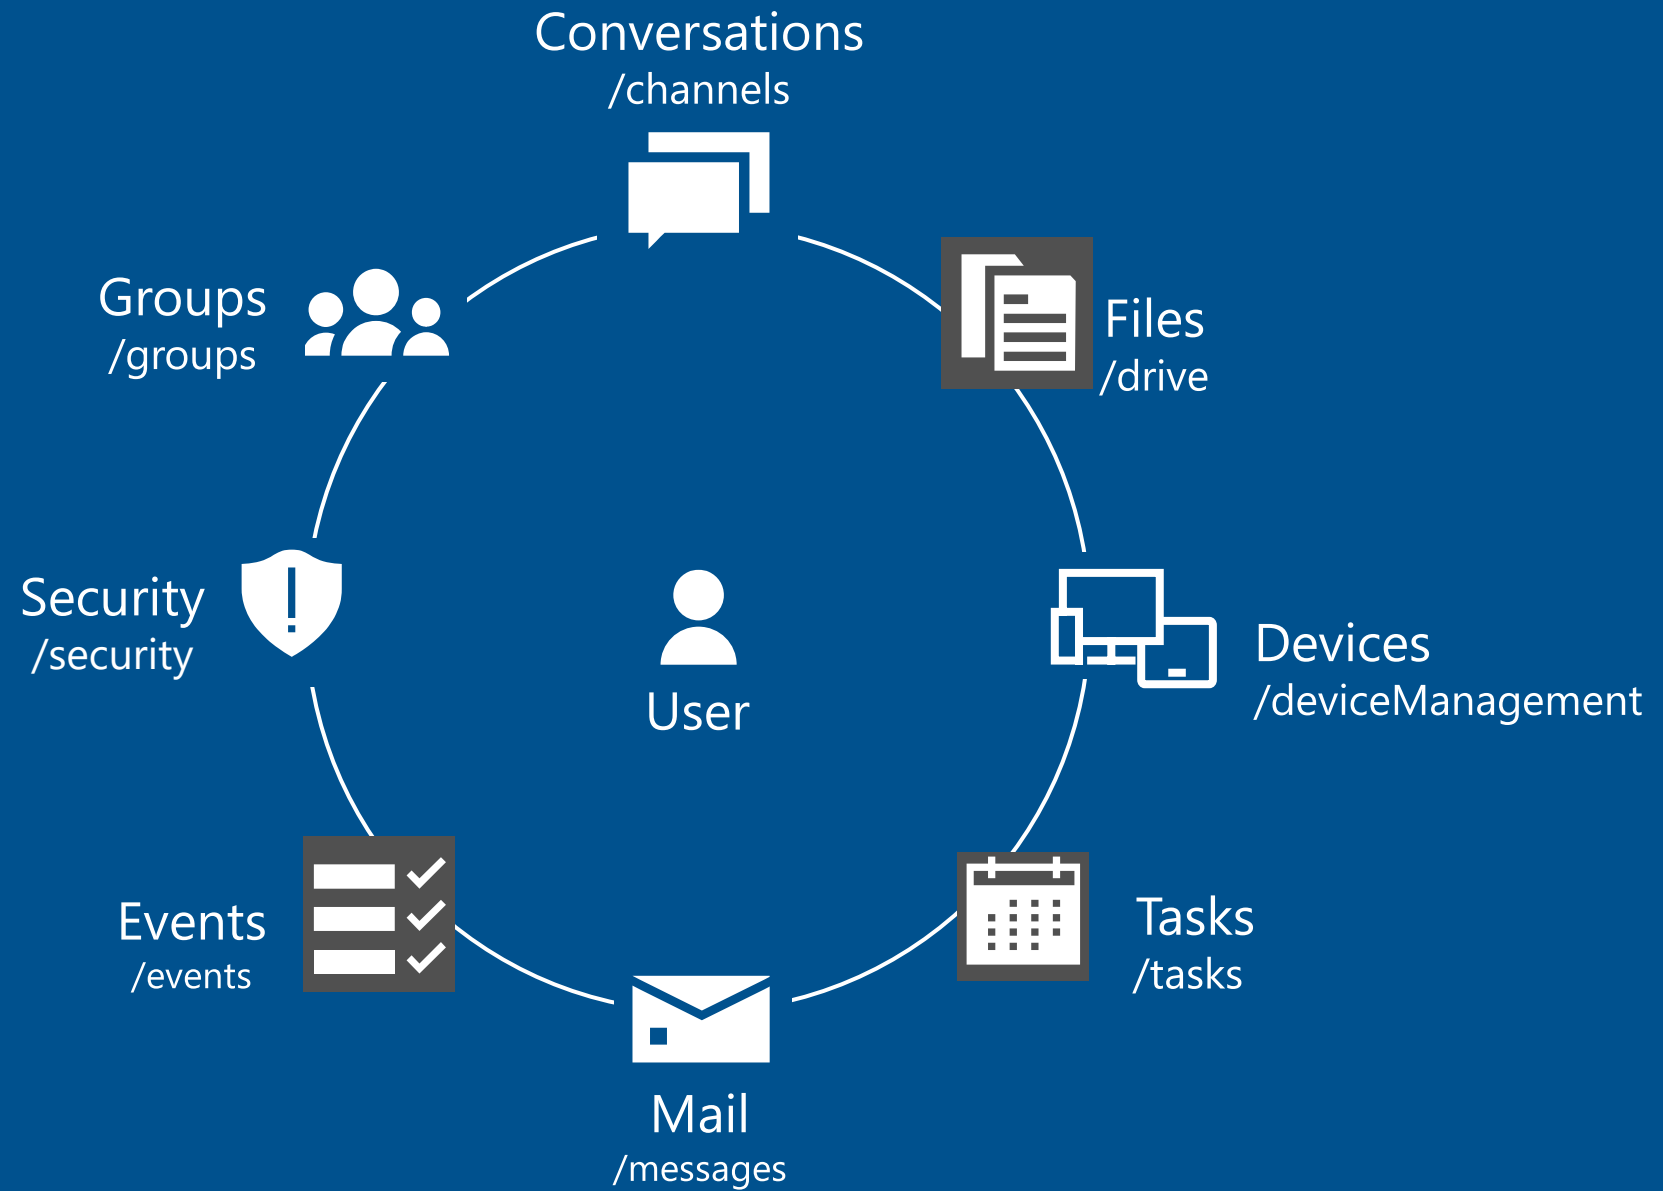 Conversations
/channels
Groups
/groups
Files
/drive
Security
/security
User
Devices
/deviceManagement
Events
/events
Tasks
/tasks
Mail
/messages